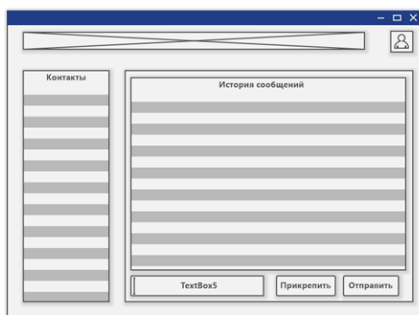 Контакты
История сообщений
TextBox5
Прикрепить
Отправить